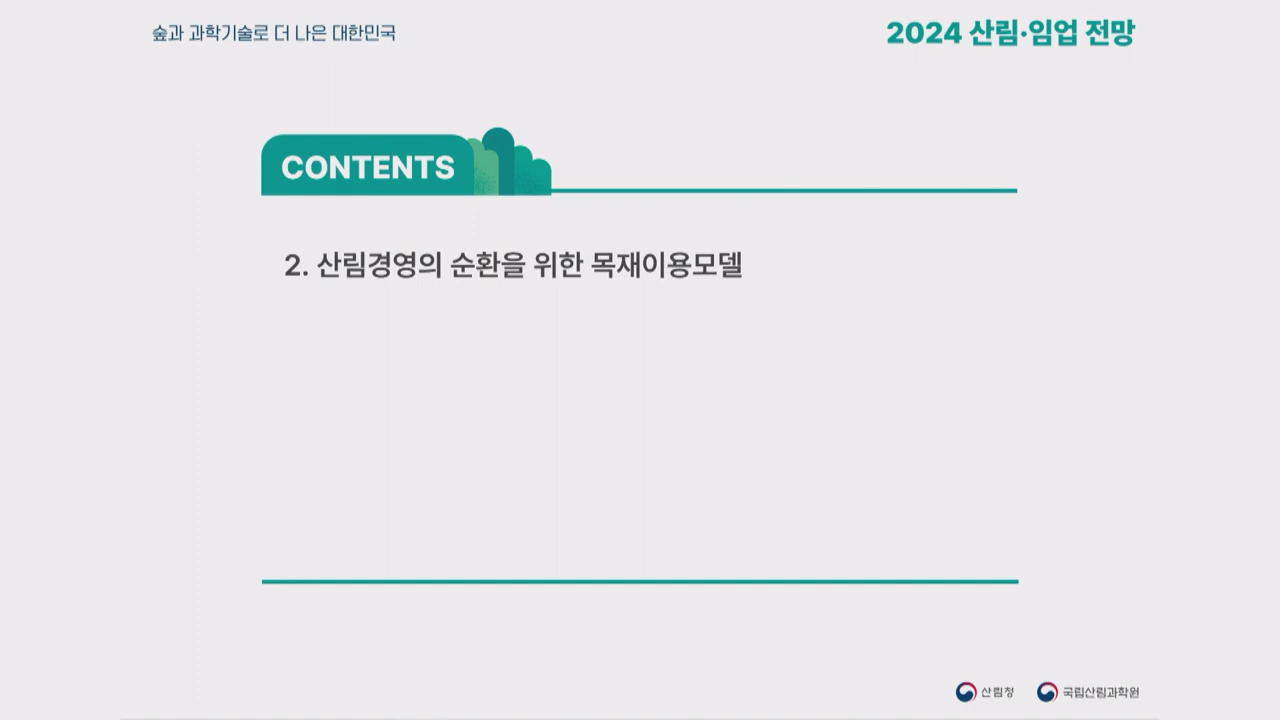 숲과 과학기술로 더 나은 대한민국
2024 산림·임업 전망
CONTENTS
2. 산림경영의 순환을 위한 목재이용모델
산림청
국립산림과학원